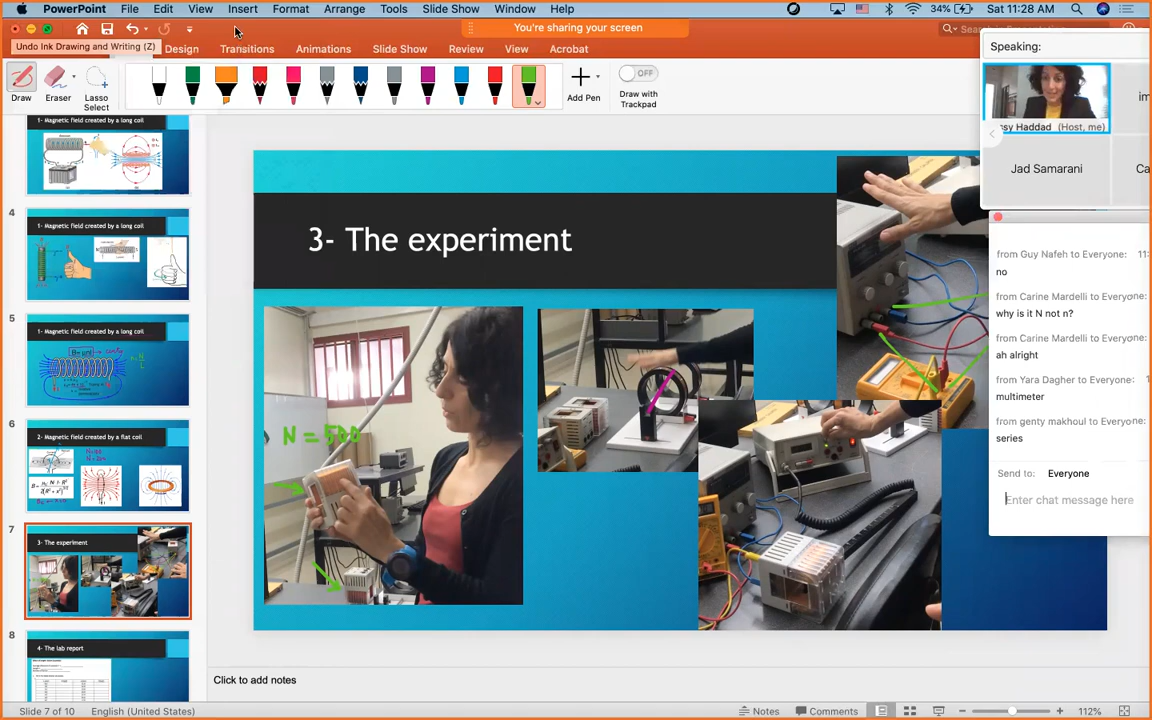 PowerPoint File Edit View Insert Format Arrange Tools Slide Show Window Help 34% Sat 11:28 AM
You're sharing your screen
Undo Ink Drawing and Writing (Z)
Design Transitions Animations Slide Show Review View Acrobat
Draw Eraser Lasso Select Add Pen OFF Draw with Trackpad
Speaking:
ssy Haddad (Host, me)
Jad Samarani
Ca
1- Magnetic field created by a long coil
4
1- Magnetic field created by a long coil
5
1- Magnetic field created by a long coil
6
2- Magnetic field created by a flat coil
7
3- The experiment
8
4- The lab report
3- The experiment
N = 500
from Guy Nafeh to Everyone: 11:
no
from Carine Mardelli to Everyone:
why is it N not n?
from Carine Mardelli to Everyone:
ah alright
from Yara Dagher to Everyone: 1
multimeter
from genty makhoul to Everyone:
series
Send to: Everyone
Enter chat message here
Click to add notes
Slide 7 of 10 English (United States) Notes Comments 112%